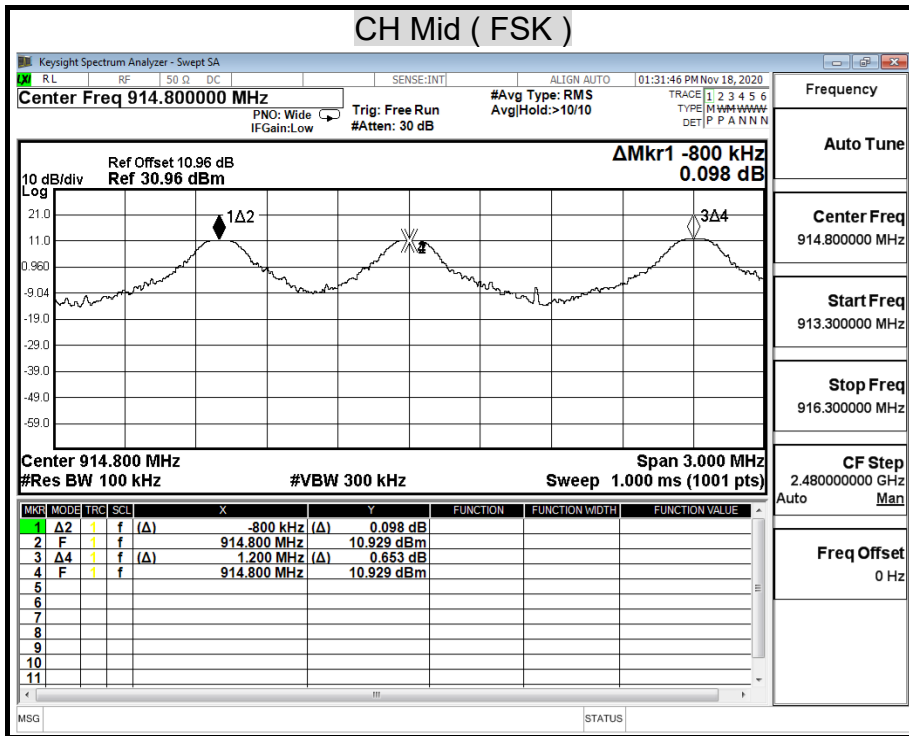 CH Mid ( FSK )
Keysight Spectrum Analyzer - Swept SA
LXI RL RF 50 Ω DC SENSE:INT ALIGN AUTO 01:31:46 PM Nov 18, 2020
Center Freq 914.800000 MHz
PNO: Wide
IFGain:Low
Trig: Free Run
#Atten: 30 dB
#Avg Type: RMS
Avg|Hold:>10/10
TRACE 1 2 3 4 5 6
TYPE M WM WWW
DET P P A N N N
ΔMkr1 -800 kHz
0.098 dB
10 dB/div
Log
Ref Offset 10.96 dB
Ref 30.96 dBm
21.0
11.0
0.960
-9.04
-19.0
-29.0
-39.0
-49.0
-59.0
1Δ2
3Δ4
Center 914.800 MHz Span 3.000 MHz
#Res BW 100 kHz #VBW 300 kHz Sweep 1.000 ms (1001 pts)
MKR MODE TRC SCL X Y FUNCTION FUNCTION WIDTH FUNCTION VALUE
1 Δ2 1 f (Δ) -800 kHz (Δ) 0.098 dB
2 F 1 f 914.800 MHz 10.929 dBm
3 Δ4 1 f (Δ) 1.200 MHz (Δ) 0.653 dB
4 F 1 f 914.800 MHz 10.929 dBm
5
6
7
8
9
10
11
MSG STATUS
Frequency
Auto Tune
Center Freq
914.800000 MHz
Start Freq
913.300000 MHz
Stop Freq
916.300000 MHz
CF Step
2.480000000 GHz
Auto Man
Freq Offset
0 Hz